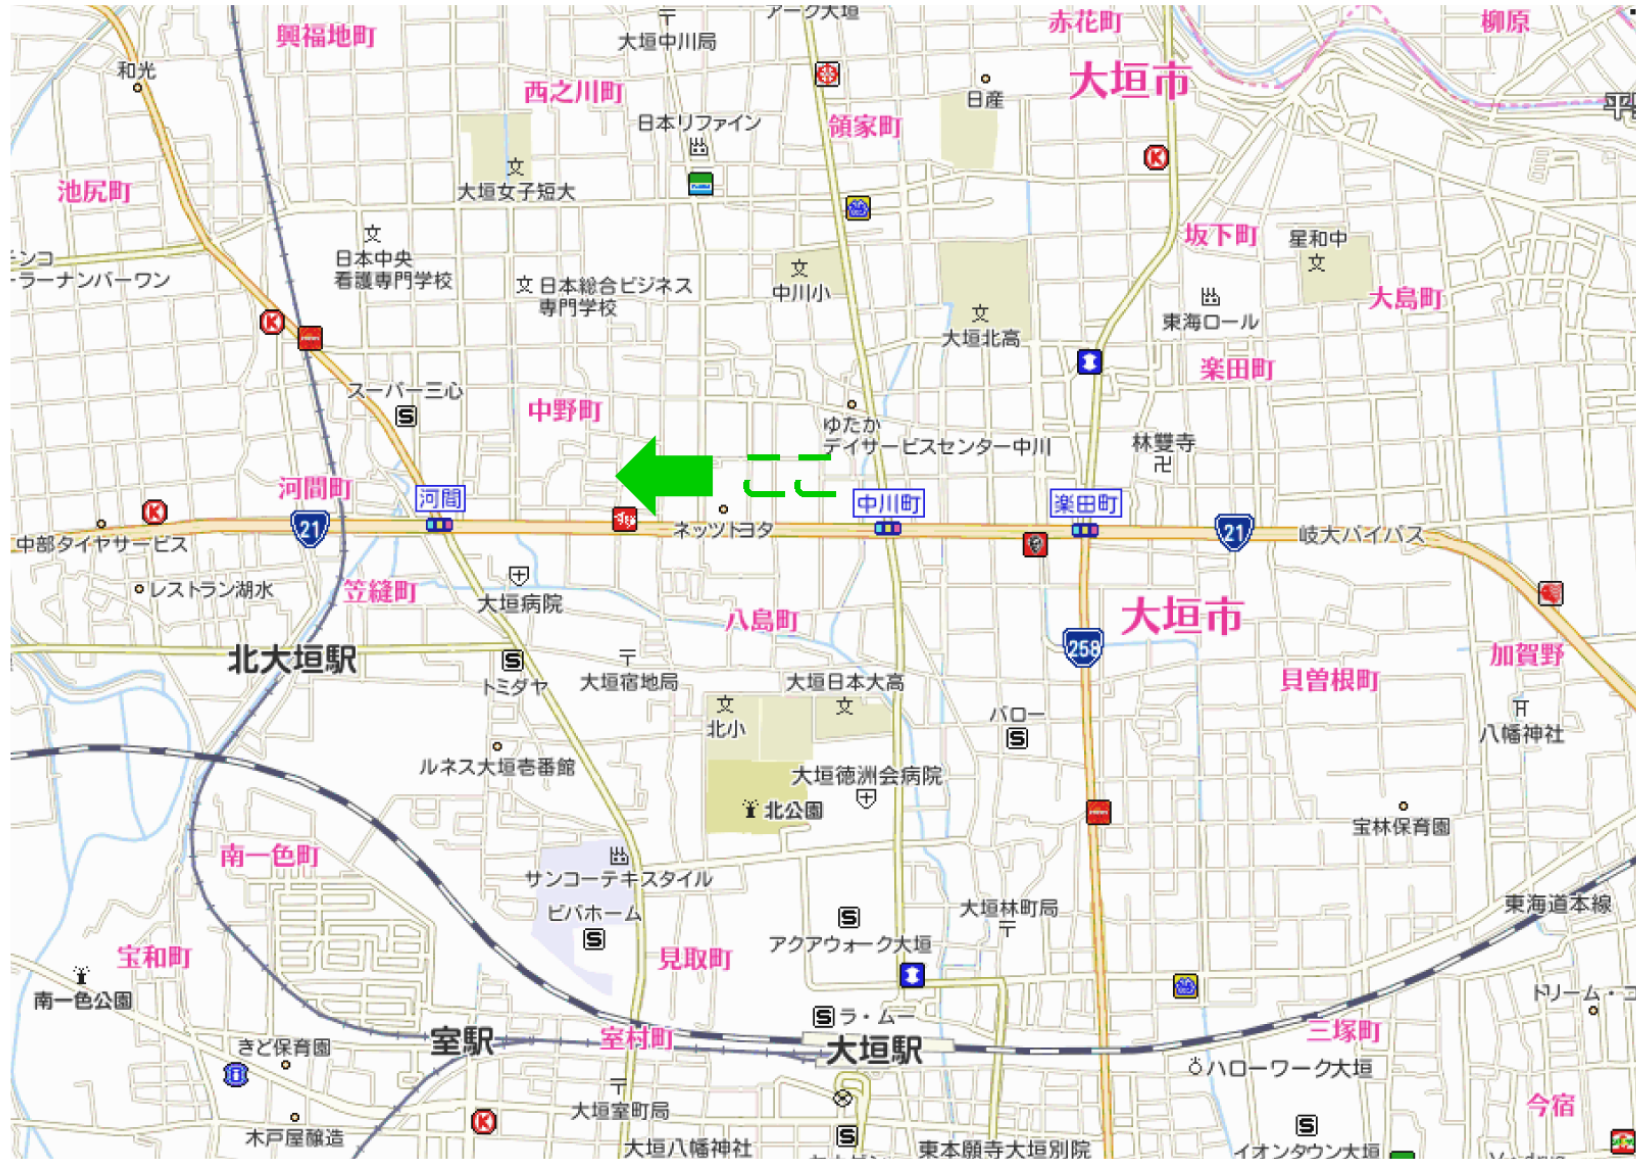 アーク大垣
赤花町
柳原
興福地町
大垣中川局
和光
西之川町
日産
大垣市
日本リファイン
領家町
池尻町
大垣女子短大
坂下町
星和中
日本中央
看護専門学校
ラーナンバーワン
日本総合ビジネス
専門学校
中川小
大島町
東海ロール
大垣北高
楽田町
スーパー三心
中野町
ゆたか
デイサービスセンター中川
林雙寺
ここ
河間町
河間
中川町
楽田町
21
21
中部タイヤサービス
ネッツトヨタ
岐大バイパス
レストラン湖水
笠縫町
大垣病院
八島町
大垣市
258
北大垣駅
加賀野
トミダヤ
大垣宿地局
大垣日本大高
貝曽根町
北小
バロー
八幡神社
ルネス大垣壱番館
大垣徳洲会病院
北公園
宝林保育園
南一色町
サンコーテキスタイル
ビバホーム
大垣林町局
東海道本線
アクアウォーク大垣
宝和町
見取町
南一色公園
ドリーム・コ
ラ・ムー
室駅
室村町
大垣駅
三塚町
きど保育園
ハローワーク大垣
大垣室町局
今宿
木戸屋醸造
大垣八幡神社
東本願寺大垣別院
イオンタウン大垣